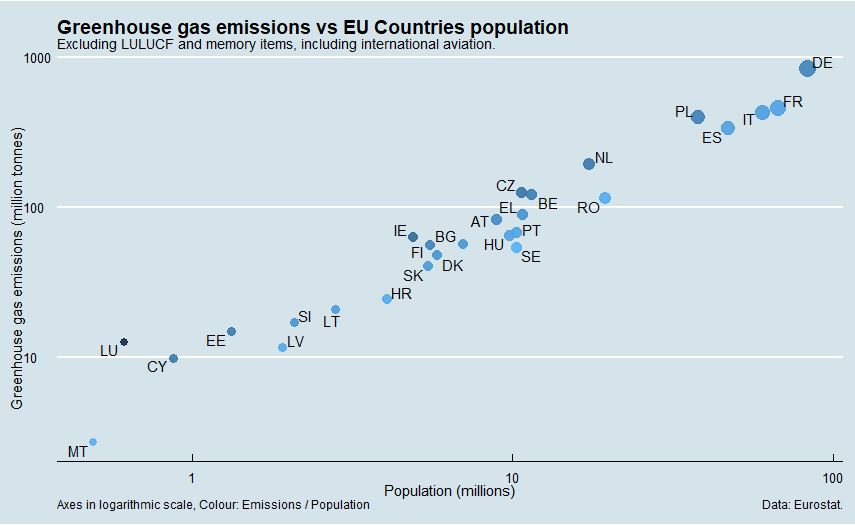 Greenhouse gas emissions vs EU Countries population
Excluding LULUCF and memory items, including international aviation.
Greenhouse gas emissions (million tonnes)
1000
100
10
DE
FR
PL
IT
ES
NL
CZ
BE
RO
EL
AT
PT
IE
BG
HU
FI
SE
DK
SK
HR
SI
LT
EE
LV
LU
CY
MT
1
10
100
Population (millions)
Axes in logarithmic scale, Colour: Emissions / Population
Data: Eurostat.